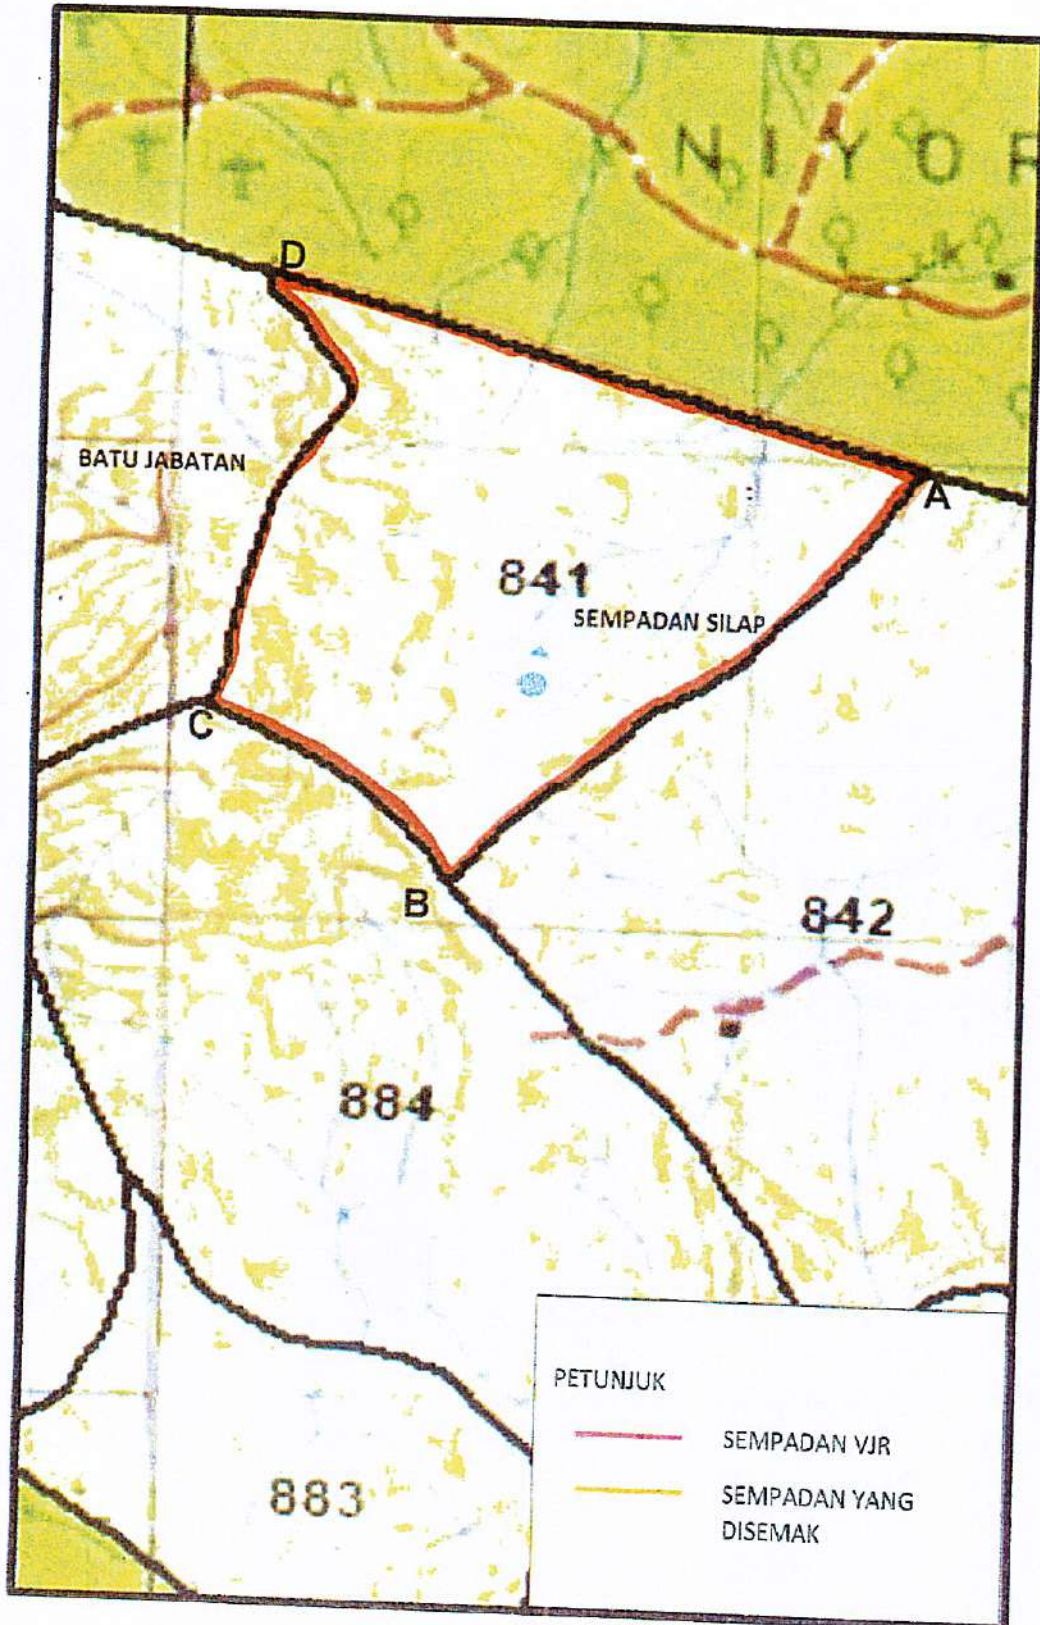 NIYOR
D
BATU JABATAN
A
841
SEMPADAN SILAP
C
B
842
884
883
PETUNJUK
SEMPADAN VJR
SEMPADAN YANG
DISEMAK